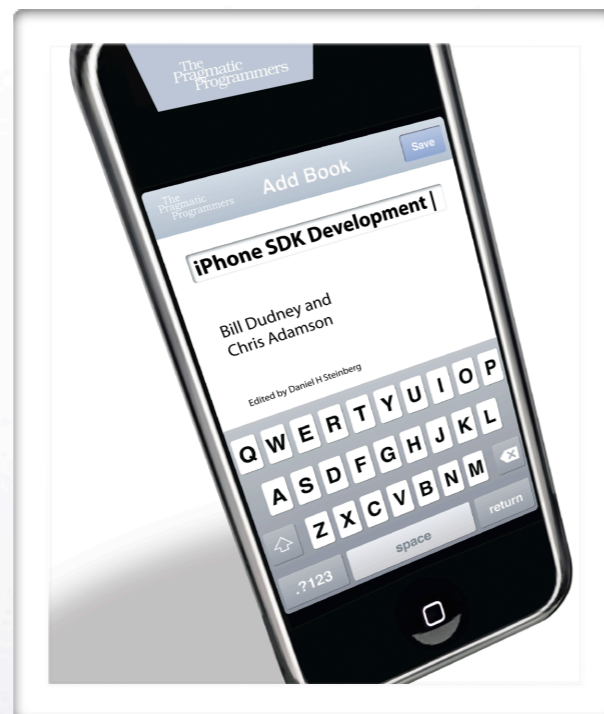 The
Pragmatic
Programmers
The
Pragmatic
Programmers
Add Book
Save
iPhone SDK Development
Bill Dudney and
Chris Adamson
Edited by Daniel H Steinberg
Q W E R T Y U I O P
A S D F G H J K L
Z X C V B N M
.?123
space
return